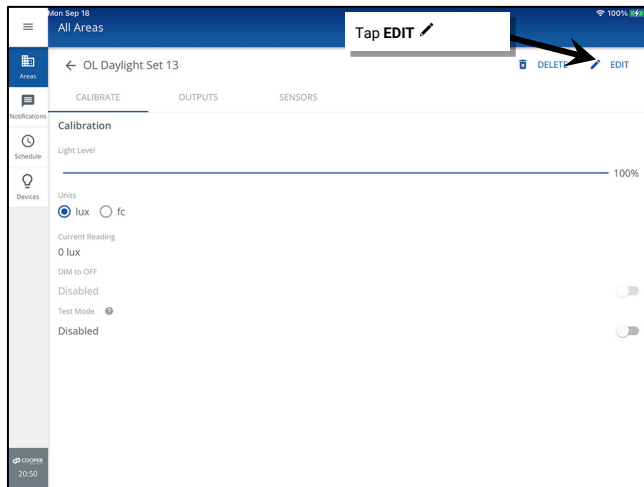 Mon Sep 18
100%
All Areas
Tap EDIT
Areas
OL Daylight Set 13
DELETE
EDIT
CALIBRATE OUTPUTS SENSORS
Notifications
Calibration
Schedule
Light Level
100%
Devices
Units
lux fc
Current Reading
0 lux
DIM to OFF
Disabled
Test Mode
Disabled
COOPER
20:50